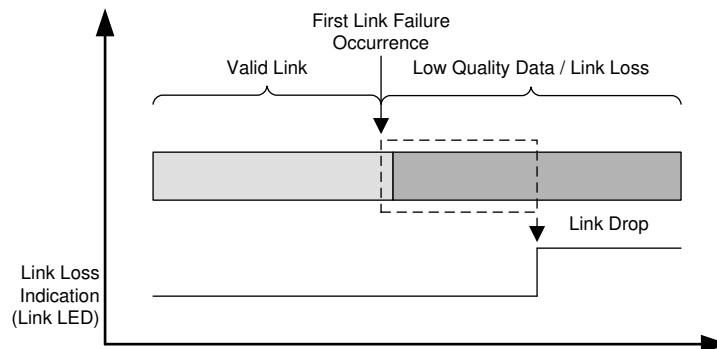 First Link Failure
Occurrence
Valid Link
Low Quality Data / Link Loss
Link Drop
Link Loss
Indication
(Link LED)